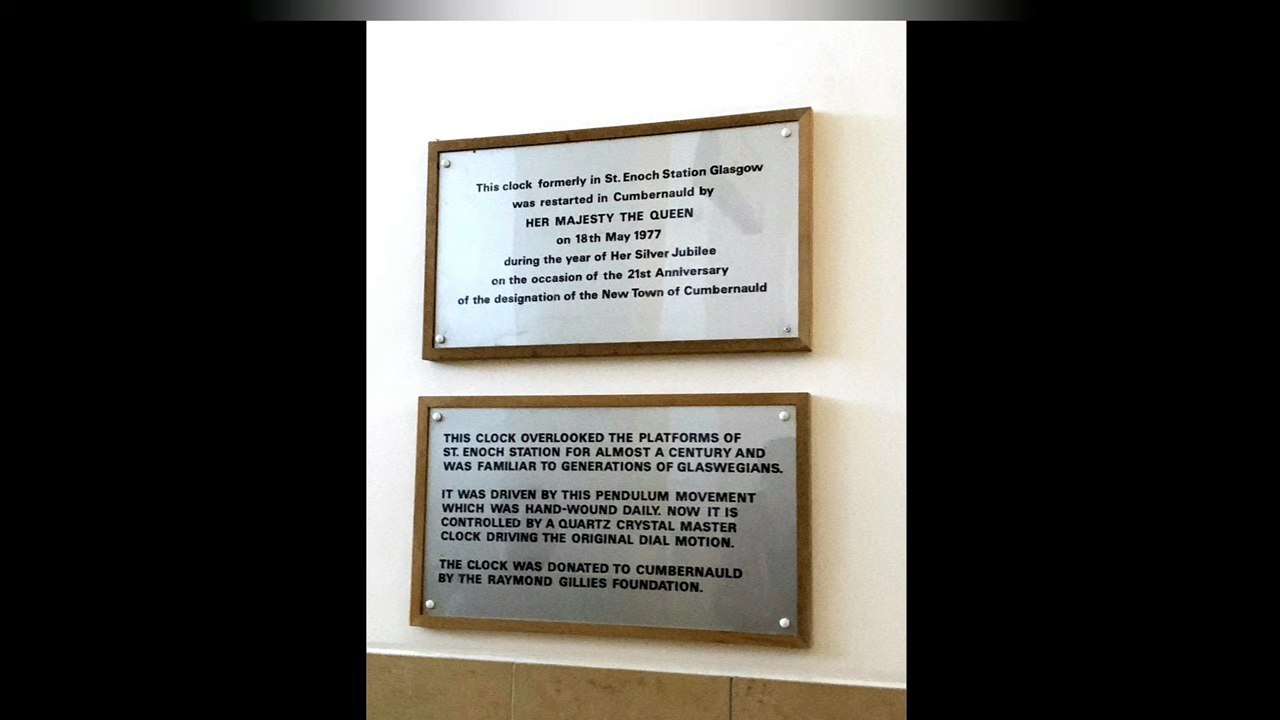 This clock formerly in St. Enoch Station Glasgow
was restarted in Cumbernauld by
HER MAJESTY THE QUEEN
on 18th May 1977
during the year of Her Silver Jubilee
on the occasion of the 21st Anniversary
of the designation of the New Town of Cumbernauld
THIS CLOCK OVERLOOKED THE PLATFORMS OF
ST. ENOCH STATION FOR ALMOST A CENTURY AND
WAS FAMILIAR TO GENERATIONS OF GLASWEGIANS.
IT WAS DRIVEN BY THIS PENDULUM MOVEMENT
WHICH WAS HAND-WOUND DAILY. NOW IT IS
CONTROLLED BY A QUARTZ CRYSTAL MASTER
CLOCK DRIVING THE ORIGINAL DIAL MOTION.
THE CLOCK WAS DONATED TO CUMBERNAULD
BY THE RAYMOND GILLIES FOUNDATION.